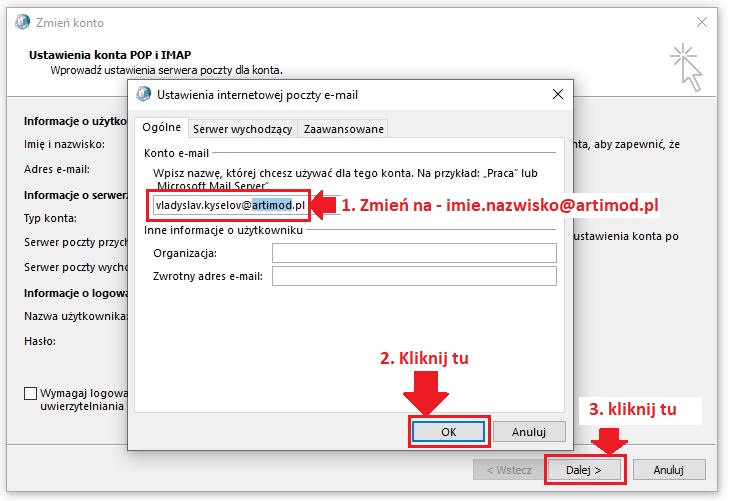 Zmień konto
Ustawienia konta POP i IMAP
Wprowadź ustawienia serwera poczty dla konta.
Ustawienia internetowej poczty e-mail
Ogólne
Serwer wychodzący
Zaawansowane
Informacje o użytko
Konto e-mail
Imię i nazwisko:
nta, aby zapewnić, że
Wpisz nazwę, której chcesz używać dla tego konta. Na przykład: „Praca” lub
„Microsoft Mail Server”
Adres e-mail:
Informacje o serwerz
vladyslav.kyselov@artimod.pl
1. Zmień na - imie.nazwisko@artimod.pl
Typ konta:
Inne informacje o użytkowniku
ustawienia konta po
Serwer poczty przych
Organizacja:
Serwer poczty wycho
Zwrotny adres e-mail:
Informacje o logowa
Nazwa użytkownika:
Hasło:
2. Kliknij tu
Wymagaj logowa
uwierzytelniania
3. kliknij tu
OK
Anuluj
< Wstecz
Dalej >
Anuluj